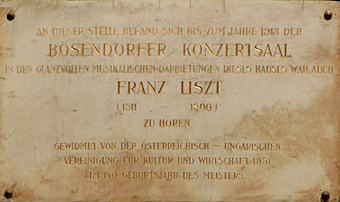 AN DIESER STELLE BEFAND SICH BIS ZUM JAHRE 1913 DER
BÖSENDORFER KONZERTSAAL
IN DEN GLANZVOLLEN MUSIKALISCHEN DARBIETUNGEN DIESES HAUSES WAR AUCH
FRANZ LISZT
(1811 1886)
ZU HÖREN
GEWIDMET VON DER ÖSTERREICHISCH - UNGARISCHEN
VEREINIGUNG FÜR KULTUR UND WIRTSCHAFT 1951
IM 140 GEBURTSJAHR DES MEISTERS